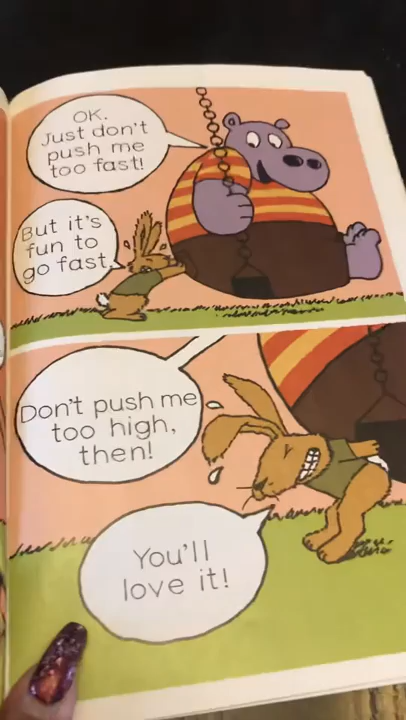 OK.
Just don't
push me
too fast!
But it's
fun to
go fast.
Don't push me
too high,
then!
You'll
love it!